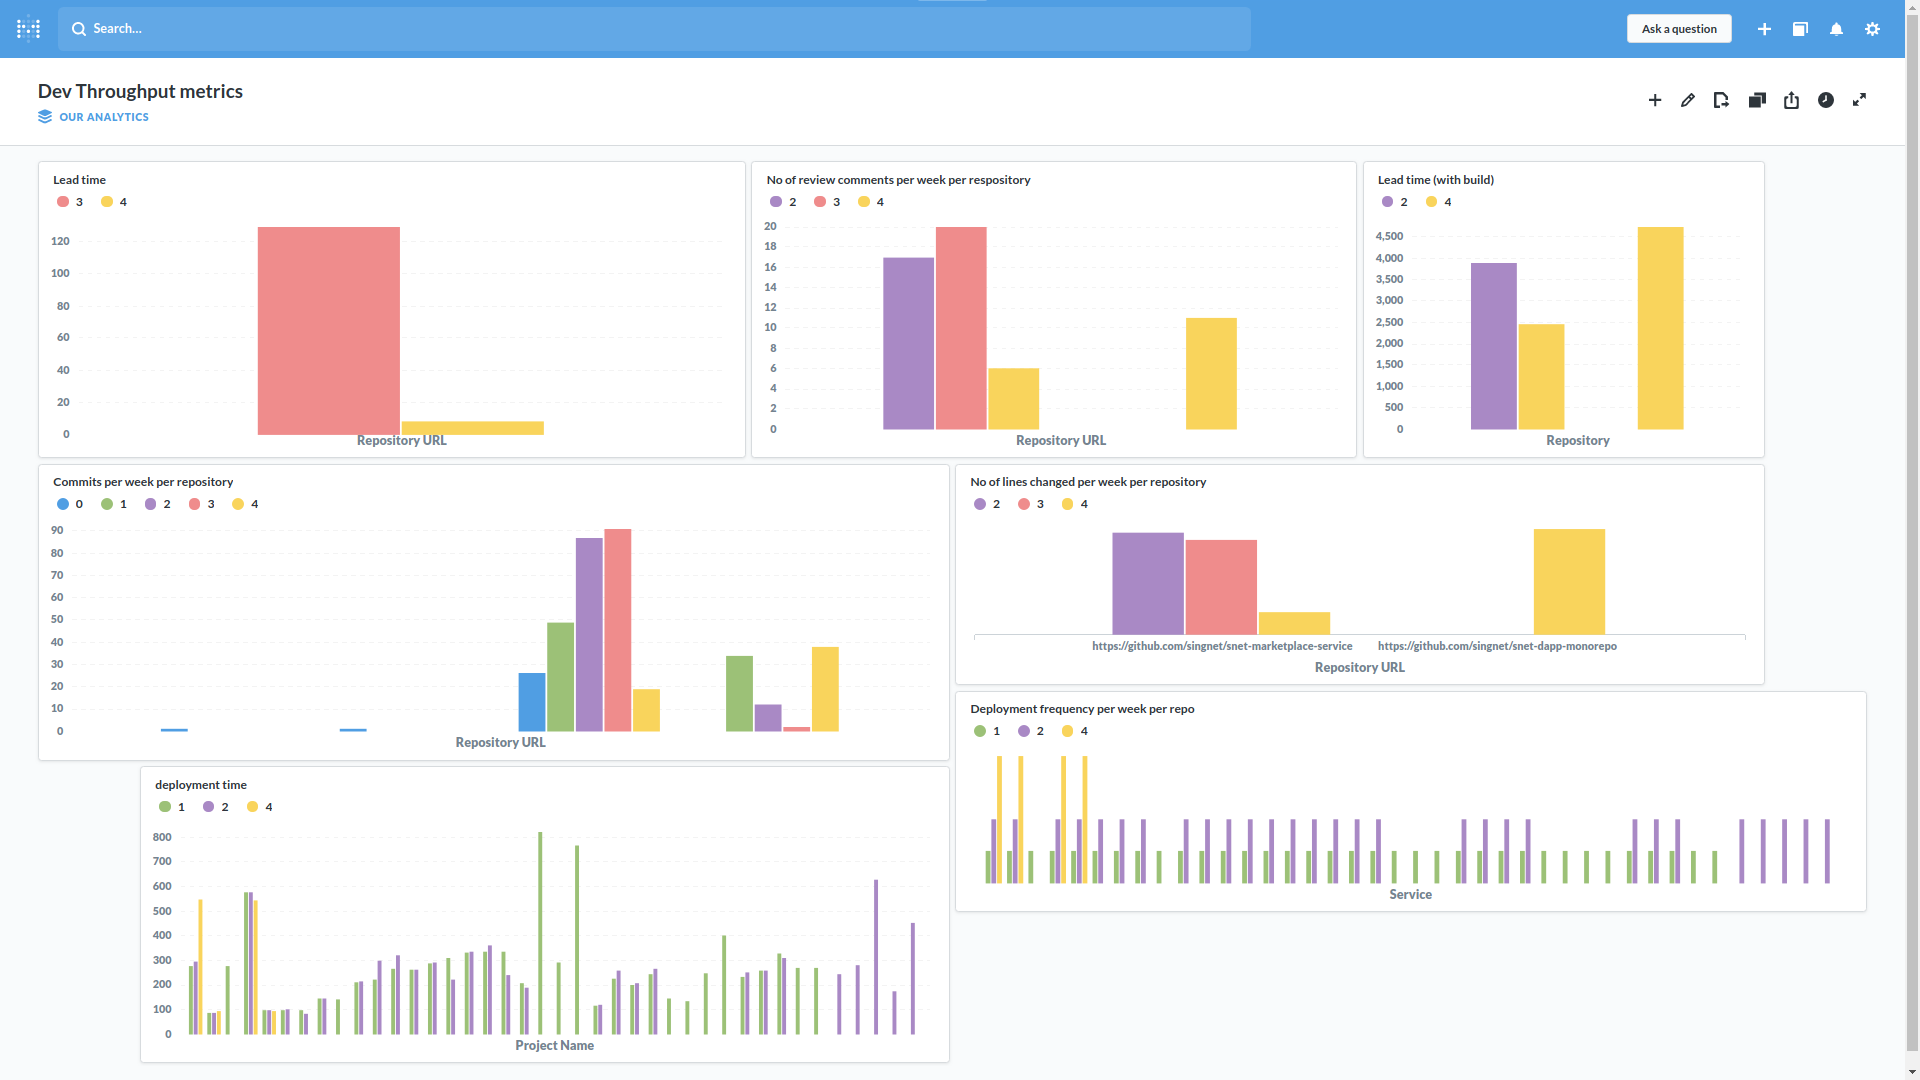 Search...
Ask a question
Dev Throughput metrics
OUR ANALYTICS
Lead time
3 4
120
100
80
60
40
20
0
Repository URL
No of review comments per week per respository
2 3 4
20
18
16
14
12
10
8
6
4
2
0
Repository URL
Lead time (with build)
2 4
4,500
4,000
3,500
3,000
2,500
2,000
1,500
1,000
500
0
Repository
Commits per week per repository
0 1 2 3 4
90
80
70
60
50
40
30
20
10
0
Repository URL
No of lines changed per week per repository
2 3 4
https://github.com/singnet/snet-marketplace-service https://github.com/singnet/snet-dapp-monorepo
Repository URL
Deployment frequency per week per repo
1 2 4
Service
deployment time
1 2 4
800
700
600
500
400
300
200
100
0
Project Name